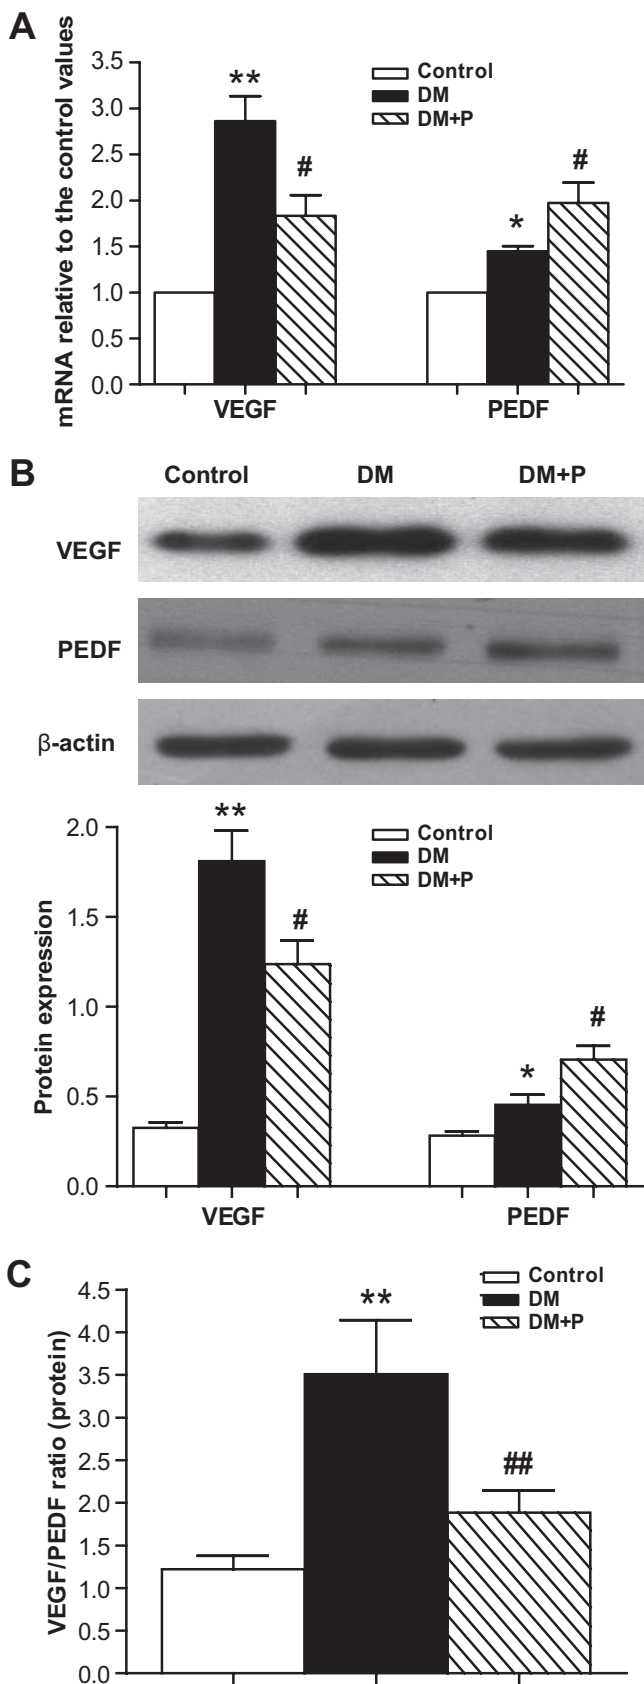 A
mRNA relative to the control values
3.5
3.0
2.5
2.0
1.5
1.0
0.5
0.0
**
#
*
#
Control
DM
DM+P
VEGF
PEDF
B
Control DM DM+P
VEGF
PEDF
β-actin
Protein expression
2.0
1.5
1.0
0.5
0.0
**
#
*
#
Control
DM
DM+P
VEGF
PEDF
C
VEGF/PEDF ratio (protein)
4.5
4.0
3.5
3.0
2.5
2.0
1.5
1.0
0.5
0.0
**
##
Control
DM
DM+P